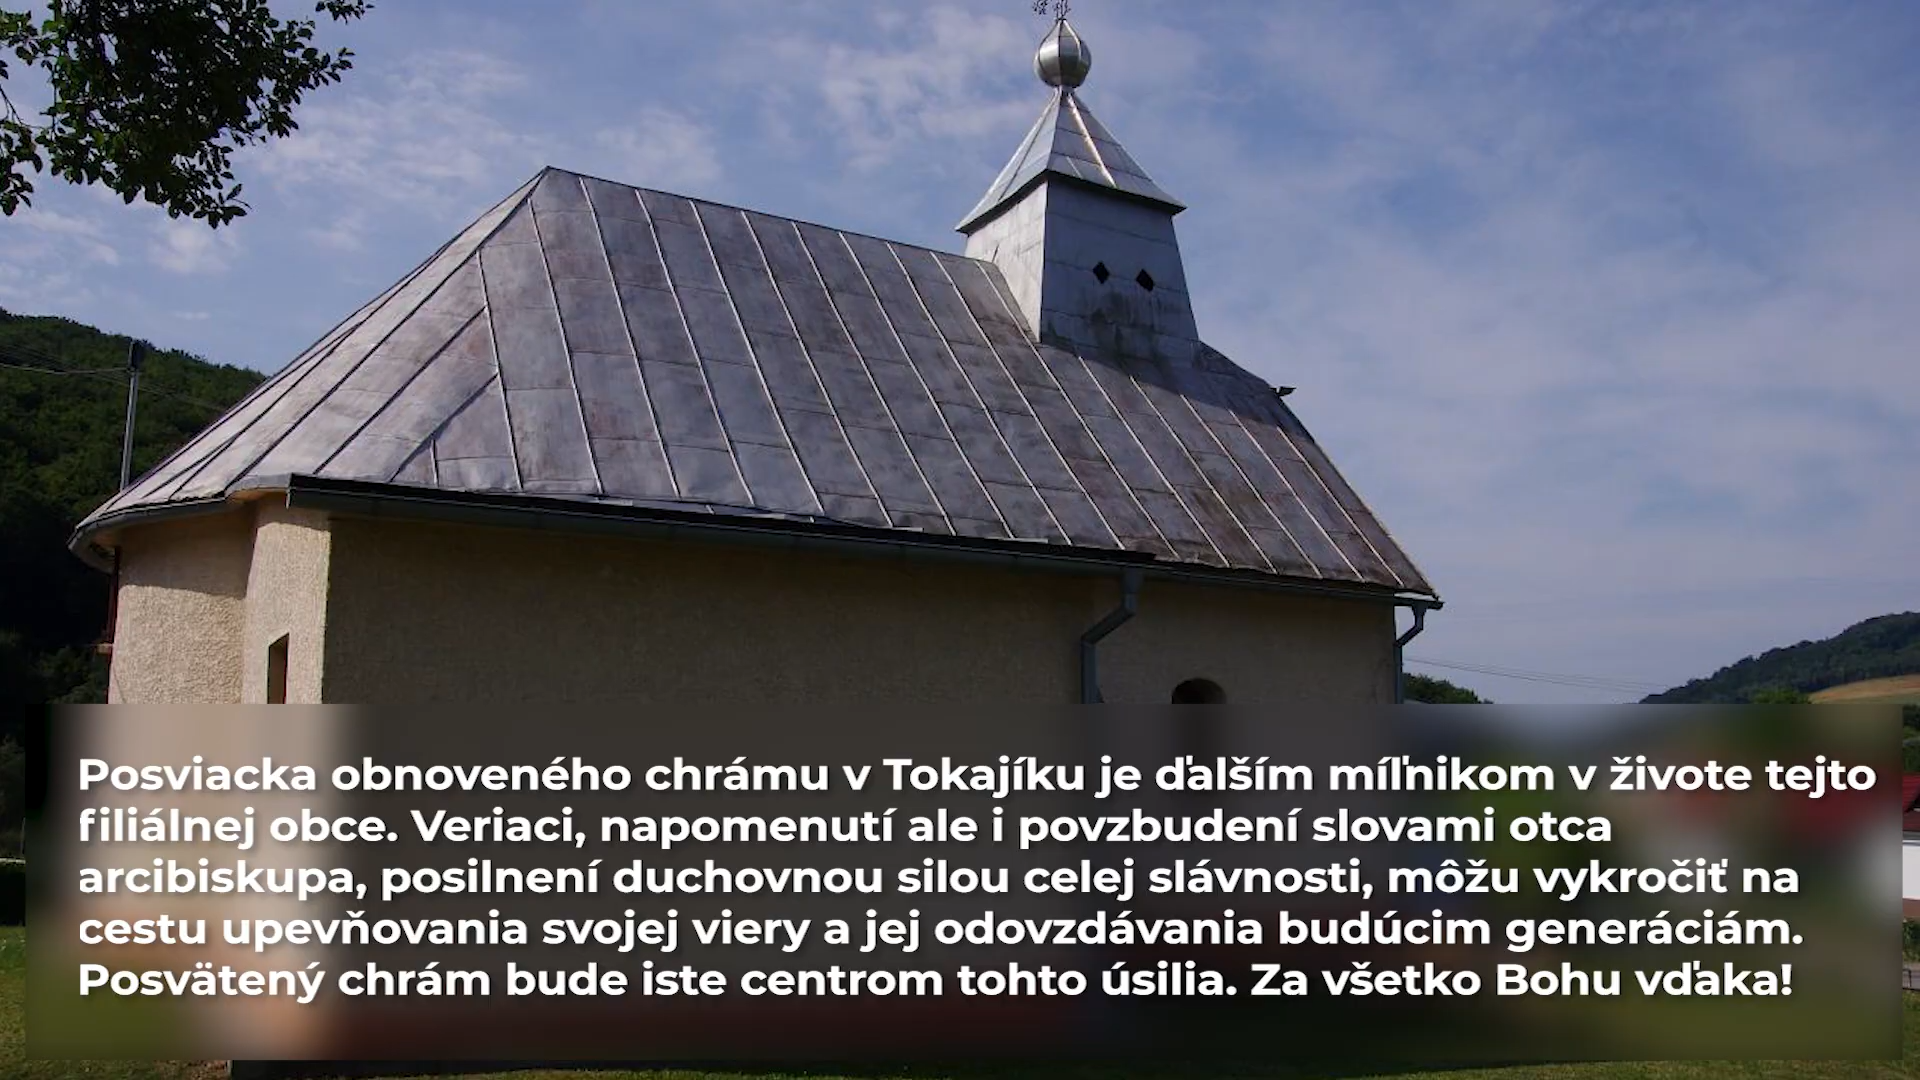 Posviacka obnoveného chrámu v Tokajíku je ďalším míľnikom v živote tejto
filiálnej obce. Veriaci, napomenutí ale i povzbudení slovami otca
arcibiskupa, posilnení duchovnou silou celej slávnosti, môžu vykročiť na
cestu upevňovania svojej viery a jej odovzdávania budúcim generáciám.
Posvätený chrám bude iste centrom tohto úsilia. Za všetko Bohu vďaka!